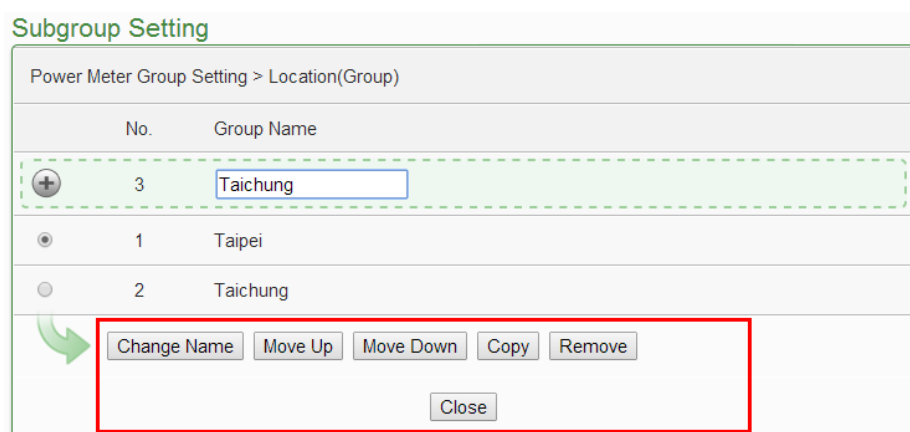 Subgroup Setting
Power Meter Group Setting > Location(Group)
No. Group Name
3 Taichung
1 Taipei
2 Taichung
Change Name Move Up Move Down Copy Remove
Close